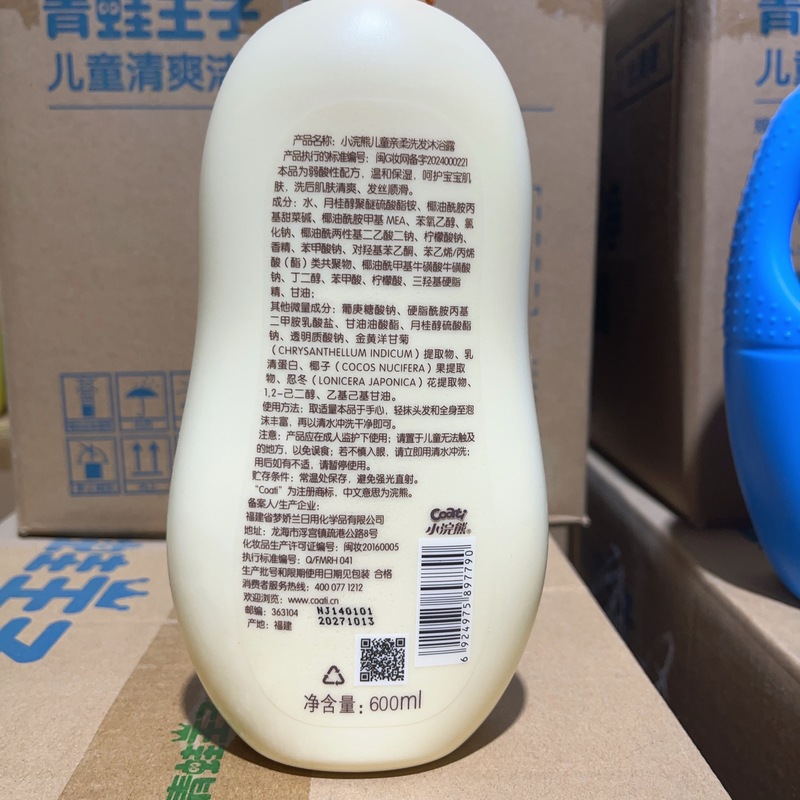 青蛙王子
儿童清爽
产品名称：小浣熊儿童亲柔洗发沐浴露
产品执行的标准编号：闽G妆网备字2024000221
本品为弱酸性配方，温和保湿，呵护宝宝肌
肤，洗后肌肤清爽、发丝顺滑。
成分：水、月桂醇聚醚硫酸酯铵、椰油酰胺丙
基甜菜碱、椰油酰胺甲基 MEA、苯氧乙醇、氯
化钠、椰油酰两性基二乙酸二钠、柠檬酸钠、
香精、苯甲酸钠、对羟基苯乙酮、苯乙烯/丙烯
酸（酯）类共聚物、椰油酰甲基牛磺酸牛磺酸
钠、丁二醇、苯甲酸、柠檬酸、三羟基硬脂
精、甘油；
其他微量成分：葡庚糖酸钠、硬脂酰胺丙基
二甲胺乳酸盐、甘油油酸酯、月桂醇硫酸酯
钠、透明质酸钠、金黄洋甘菊
（CHRYSANTHELLUM INDICUM）提取物、乳
清蛋白、椰子（COCOS NUCIFERA）果提取
物、忍冬（LONICERA JAPONICA）花提取物、
1,2-己二醇、乙基己基甘油。
使用方法：取适量本品于手心，轻抹头发和全身至泡
沫丰富，再以清水冲洗干净即可。
注意：产品应在成人监护下使用；请置于儿童无法触及
的地方，以免误食；若不慎入眼，请立即用清水冲洗；
用后如有不适，请暂停使用。
贮存条件：常温处保存，避免强光直射。
“Coati”为注册商标，中文意思为浣熊。
备案人/生产企业：
福建省梦娇兰日用化学品有限公司
地址：龙海市浮宫镇疏港公路8号
化妆品生产许可证编号：闽妆20160005
执行标准编号：Q/FMRH 041
生产批号和限期使用日期见包装 合格
消费者服务热线：400 077 1212
欢迎浏览：www.coati.cn
邮编：363104
产地：福建
NJ140101
20271013
Coati
小浣熊®
6 924975 897790
净含量：600ml
青蛙王子